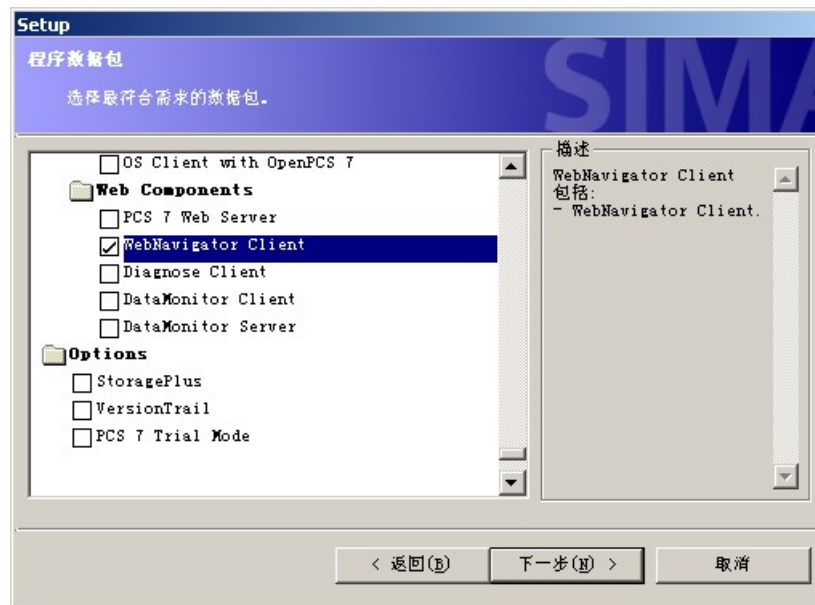 Setup
程序数据包
选择最符合需求的数据包。
SIMA
OS Client with OpenPCS 7
Web Components
PCS 7 Web Server
WebNavigator Client
Diagnose Client
DataMonitor Client
DataMonitor Server
Options
StoragePlus
VersionTrail
PCS 7 Trial Mode
描述
WebNavigator Client
包括:
- WebNavigator Client.
< 返回(B)
下一步(N) >
取消